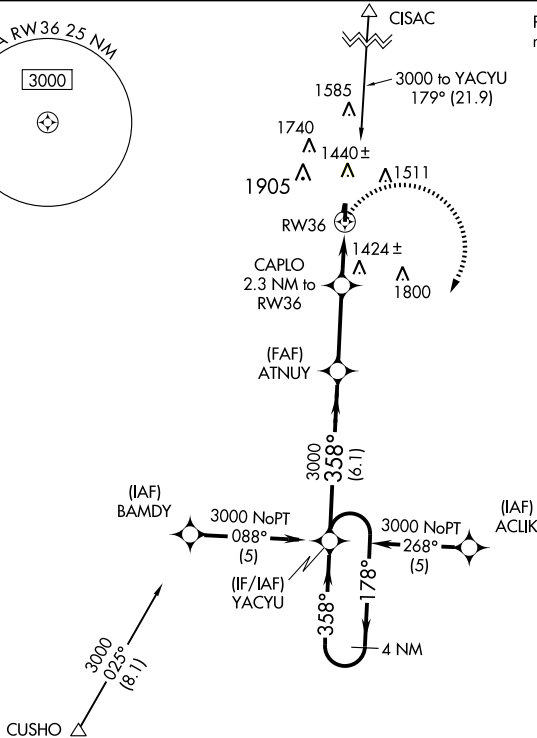 A RW36 25 NM
3000
CISAC
3000 to YACYU
179° (21.9)
1585
1740
1440 ±
1905
1511
RW36
1424 ±
CAPLO
2.3 NM to
RW36
1800
(FAF)
ATNUY
3000
358°
(6.1)
(IAF)
BAMDY
3000 NoPT
088°
(5)
(IAF)
ACLIK
3000 NoPT
268°
(5)
(IF/IAF)
YACYU
358°
178°
4 NM
3000
025°
(8.1)
CUSHO